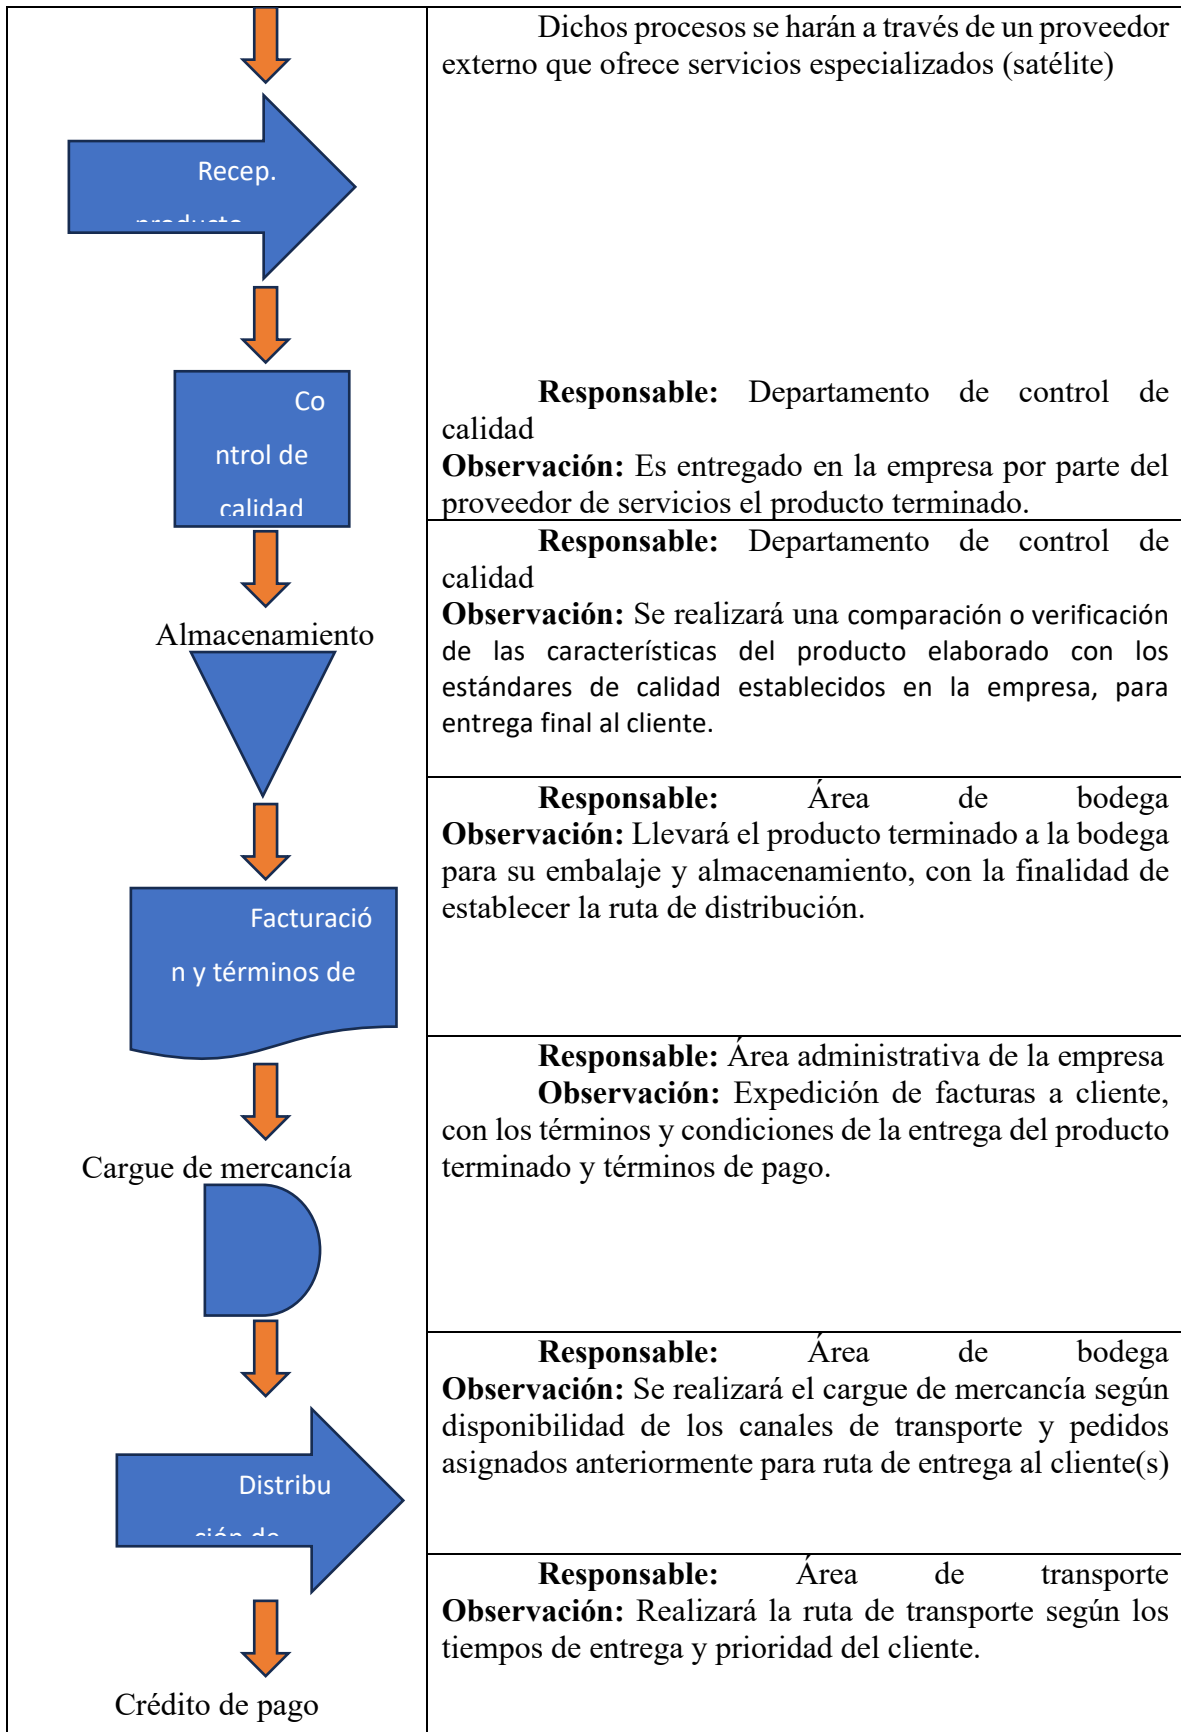 Dichos procesos se harán a través de un proveedor
externo que ofrece servicios especializados (satélite)
Recep.
Responsable: Departamento de control de
calidad
Observación: Es entregado en la empresa por parte del
proveedor de servicios el producto terminado.
Co
ntrol de
calidad
Responsable: Departamento de control de
calidad
Observación: Se realizará una comparación o verificación
de las características del producto elaborado con los
estándares de calidad establecidos en la empresa, para
entrega final al cliente.
Almacenamiento
Responsable: Área de bodega
Observación: Llevará el producto terminado a la bodega
para su embalaje y almacenamiento, con la finalidad de
establecer la ruta de distribución.
Facturació
n y términos de
Responsable: Área administrativa de la empresa
Observación: Expedición de facturas a cliente,
con los términos y condiciones de la entrega del producto
terminado y términos de pago.
Cargue de mercancía
Responsable: Área de bodega
Observación: Se realizará el cargue de mercancía según
disponibilidad de los canales de transporte y pedidos
asignados anteriormente para ruta de entrega al cliente(s)
Distribu
ción de
Responsable: Área de transporte
Observación: Realizará la ruta de transporte según los
tiempos de entrega y prioridad del cliente.
Crédito de pago